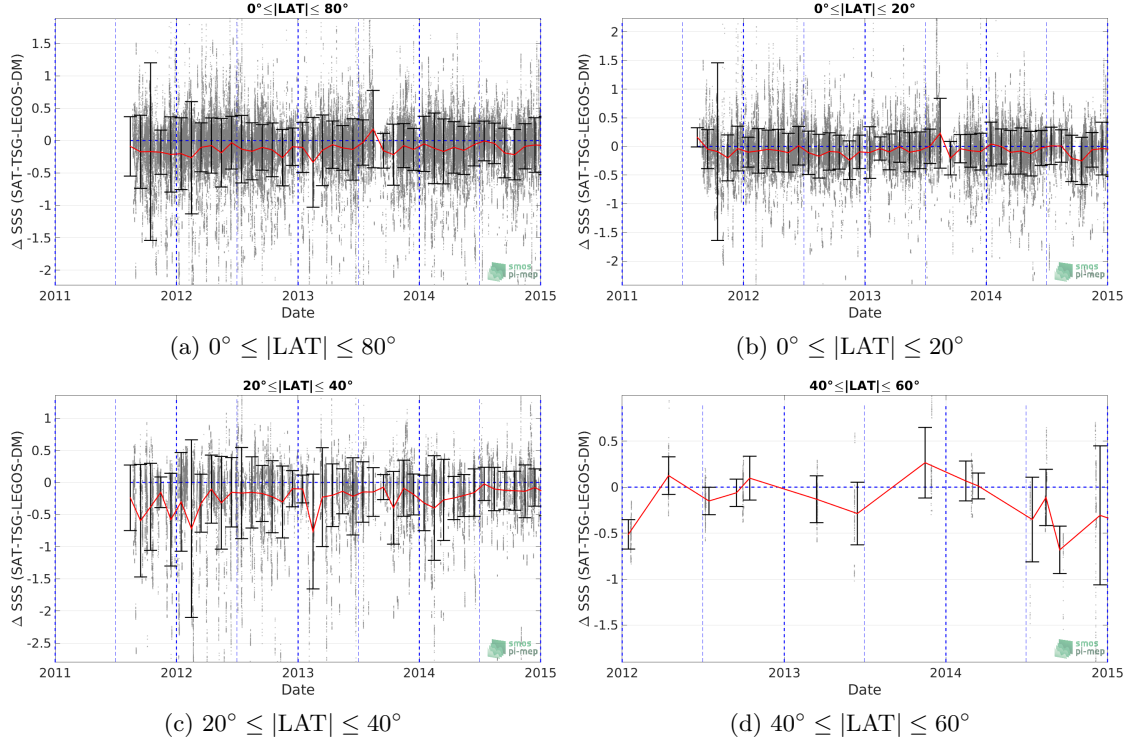 0°≤|LAT|≤ 80°
Δ SSS (SAT-TSG-LEGOS-DM)
1.5
1
0.5
0
-0.5
-1
-1.5
-2
2011
2012
2013
2014
2015
Date
smos
pi-mep
(a) 0° ≤ |LAT| ≤ 80°
0°≤|LAT|≤ 20°
Δ SSS (SAT-TSG-LEGOS-DM)
2
1.5
1
0.5
0
-0.5
-1
-1.5
-2
2011
2012
2013
2014
2015
Date
smos
pi-mep
(b) 0° ≤ |LAT| ≤ 20°
20°≤|LAT|≤ 40°
Δ SSS (SAT-TSG-LEGOS-DM)
1
0.5
0
-0.5
-1
-1.5
-2
-2.5
2011
2012
2013
2014
2015
Date
smos
pi-mep
(c) 20° ≤ |LAT| ≤ 40°
40°≤|LAT|≤ 60°
Δ SSS (SAT-TSG-LEGOS-DM)
0.5
0
-0.5
-1
-1.5
2012
2013
2014
2015
Date
smos
pi-mep
(d) 40° ≤ |LAT| ≤ 60°